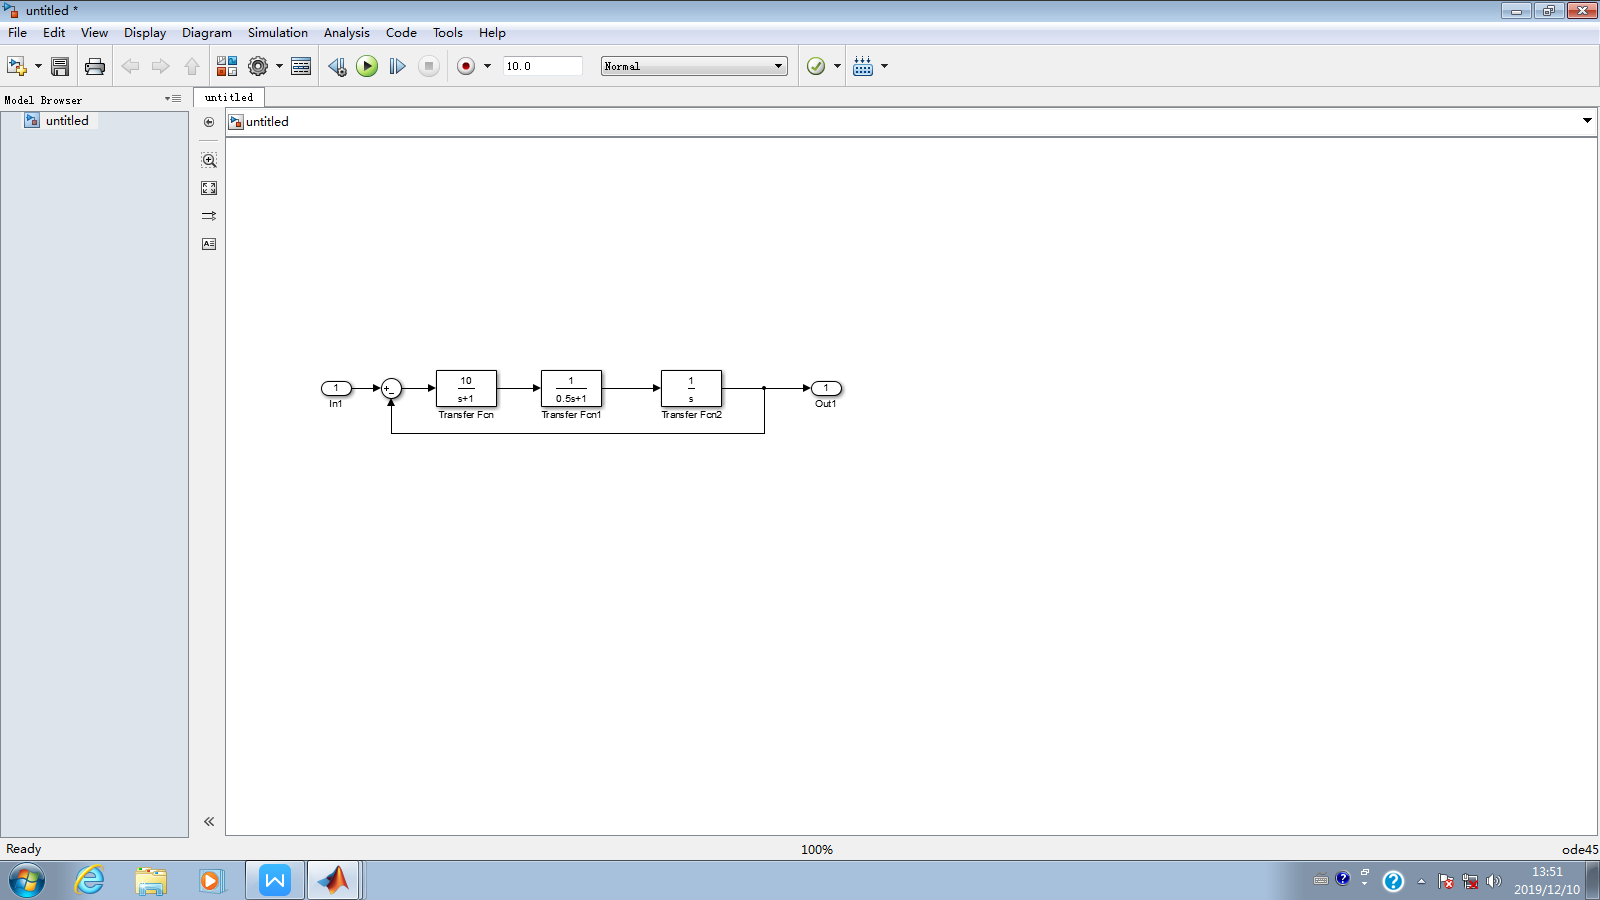 untitled *
File Edit View Display Diagram Simulation Analysis Code Tools Help
10.0 Normal
Model Browser
untitled
untitled
untitled
1
In1
+
-
10
s+1
Transfer Fcn
1
0.5s+1
Transfer Fcn1
1
s
Transfer Fcn2
1
Out1
Ready 100% ode45
13:51
2019/12/10